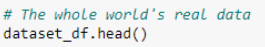 # The whole world's real data
dataset_df.head()